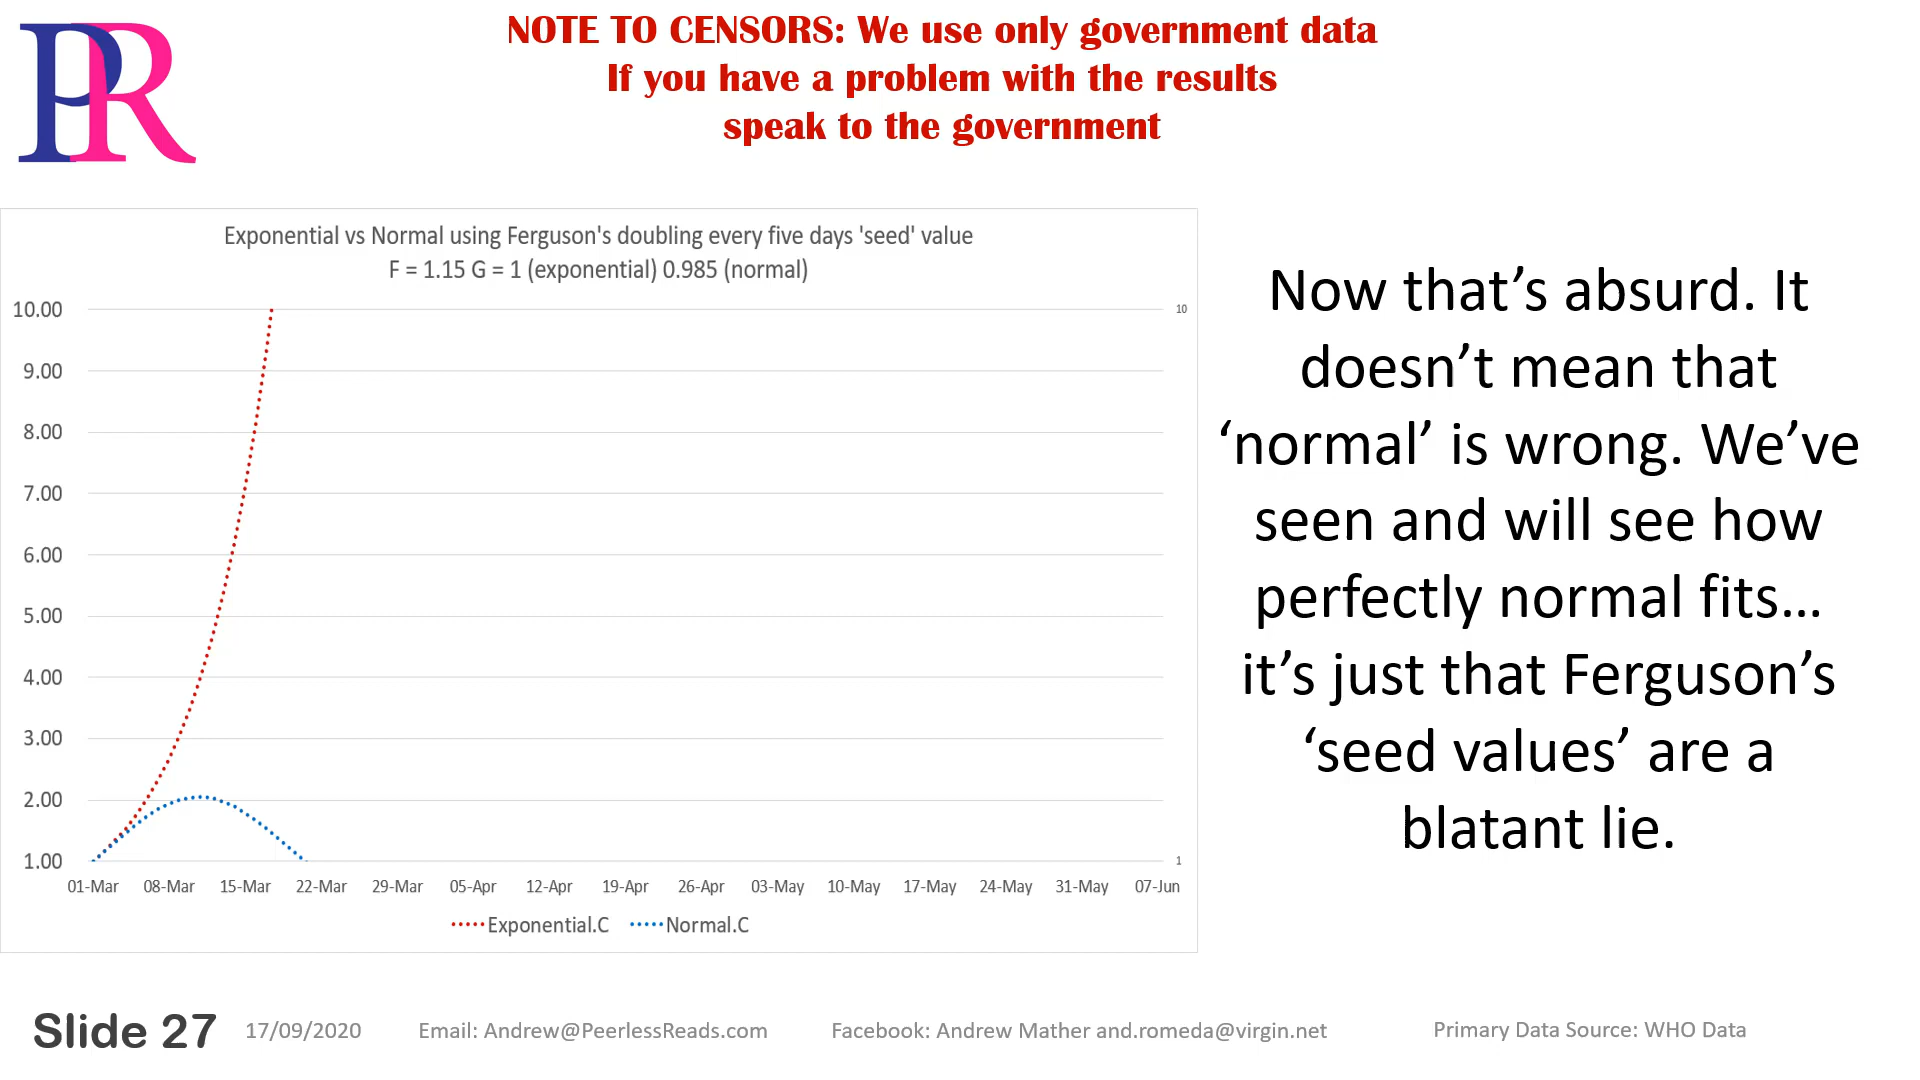 PR
NOTE TO CENSORS: We use only government data
If you have a problem with the results
speak to the government
Exponential vs Normal using Ferguson's doubling every five days 'seed' value
F = 1.15 G = 1 (exponential) 0.985 (normal)
10.00
9.00
8.00
7.00
6.00
5.00
4.00
3.00
2.00
1.00
10
1
01-Mar 08-Mar 15-Mar 22-Mar 29-Mar 05-Apr 12-Apr 19-Apr 26-Apr 03-May 10-May 17-May 24-May 31-May 07-Jun
Exponential.C Normal.C
Now that’s absurd. It
doesn’t mean that
‘normal’ is wrong. We’ve
seen and will see how
perfectly normal fits…
it’s just that Ferguson’s
‘seed values’ are a
blatant lie.
Slide 27 17/09/2020 Email: Andrew@PeerlessReads.com Facebook: Andrew Mather and.romeda@virgin.net Primary Data Source: WHO Data